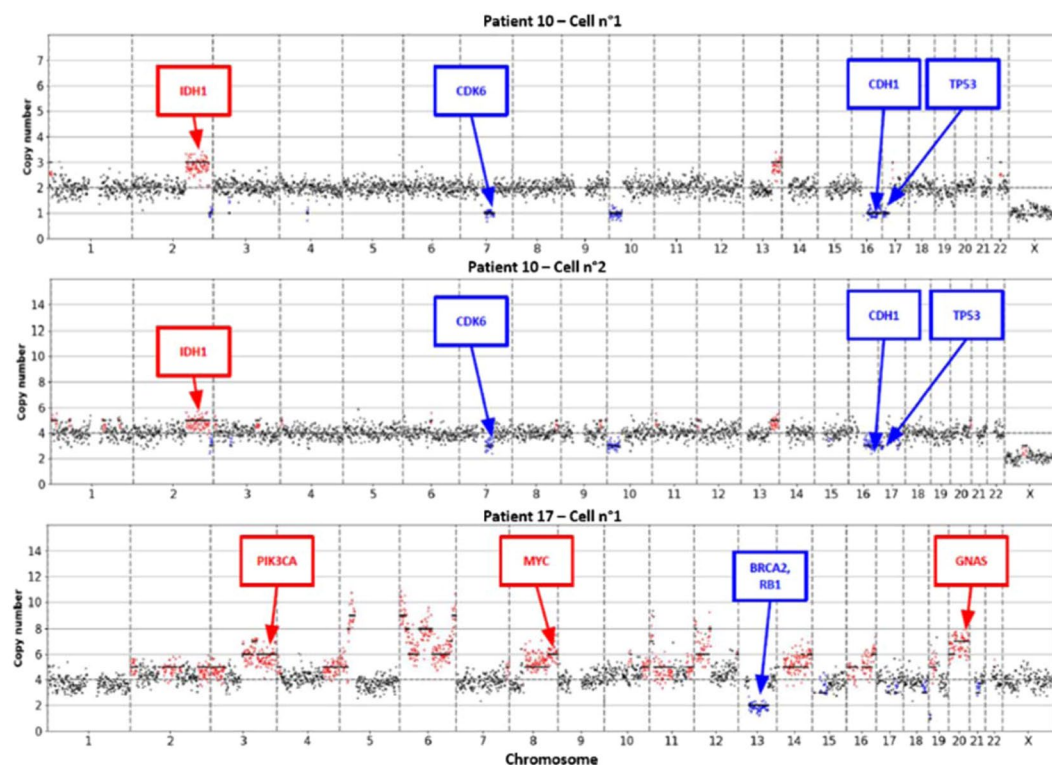 Patient 10 – Cell n°1
Copy number
7
6
5
4
3
2
1
0
IDH1
CDK6
CDH1
TP53
1 2 3 4 5 6 7 8 9 10 11 12 13 14 15 16 17 18 19 20 21 22 X
Patient 10 – Cell n°2
Copy number
14
12
10
8
6
4
2
0
IDH1
CDK6
CDH1
TP53
1 2 3 4 5 6 7 8 9 10 11 12 13 14 15 16 17 18 19 20 21 22 X
Patient 17 – Cell n°1
Copy number
14
12
10
8
6
4
2
0
PIK3CA
MYC
BRCA2,
RB1
GNAS
1 2 3 4 5 6 7 8 9 10 11 12 13 14 15 16 17 18 19 20 21 22 X
Chromosome